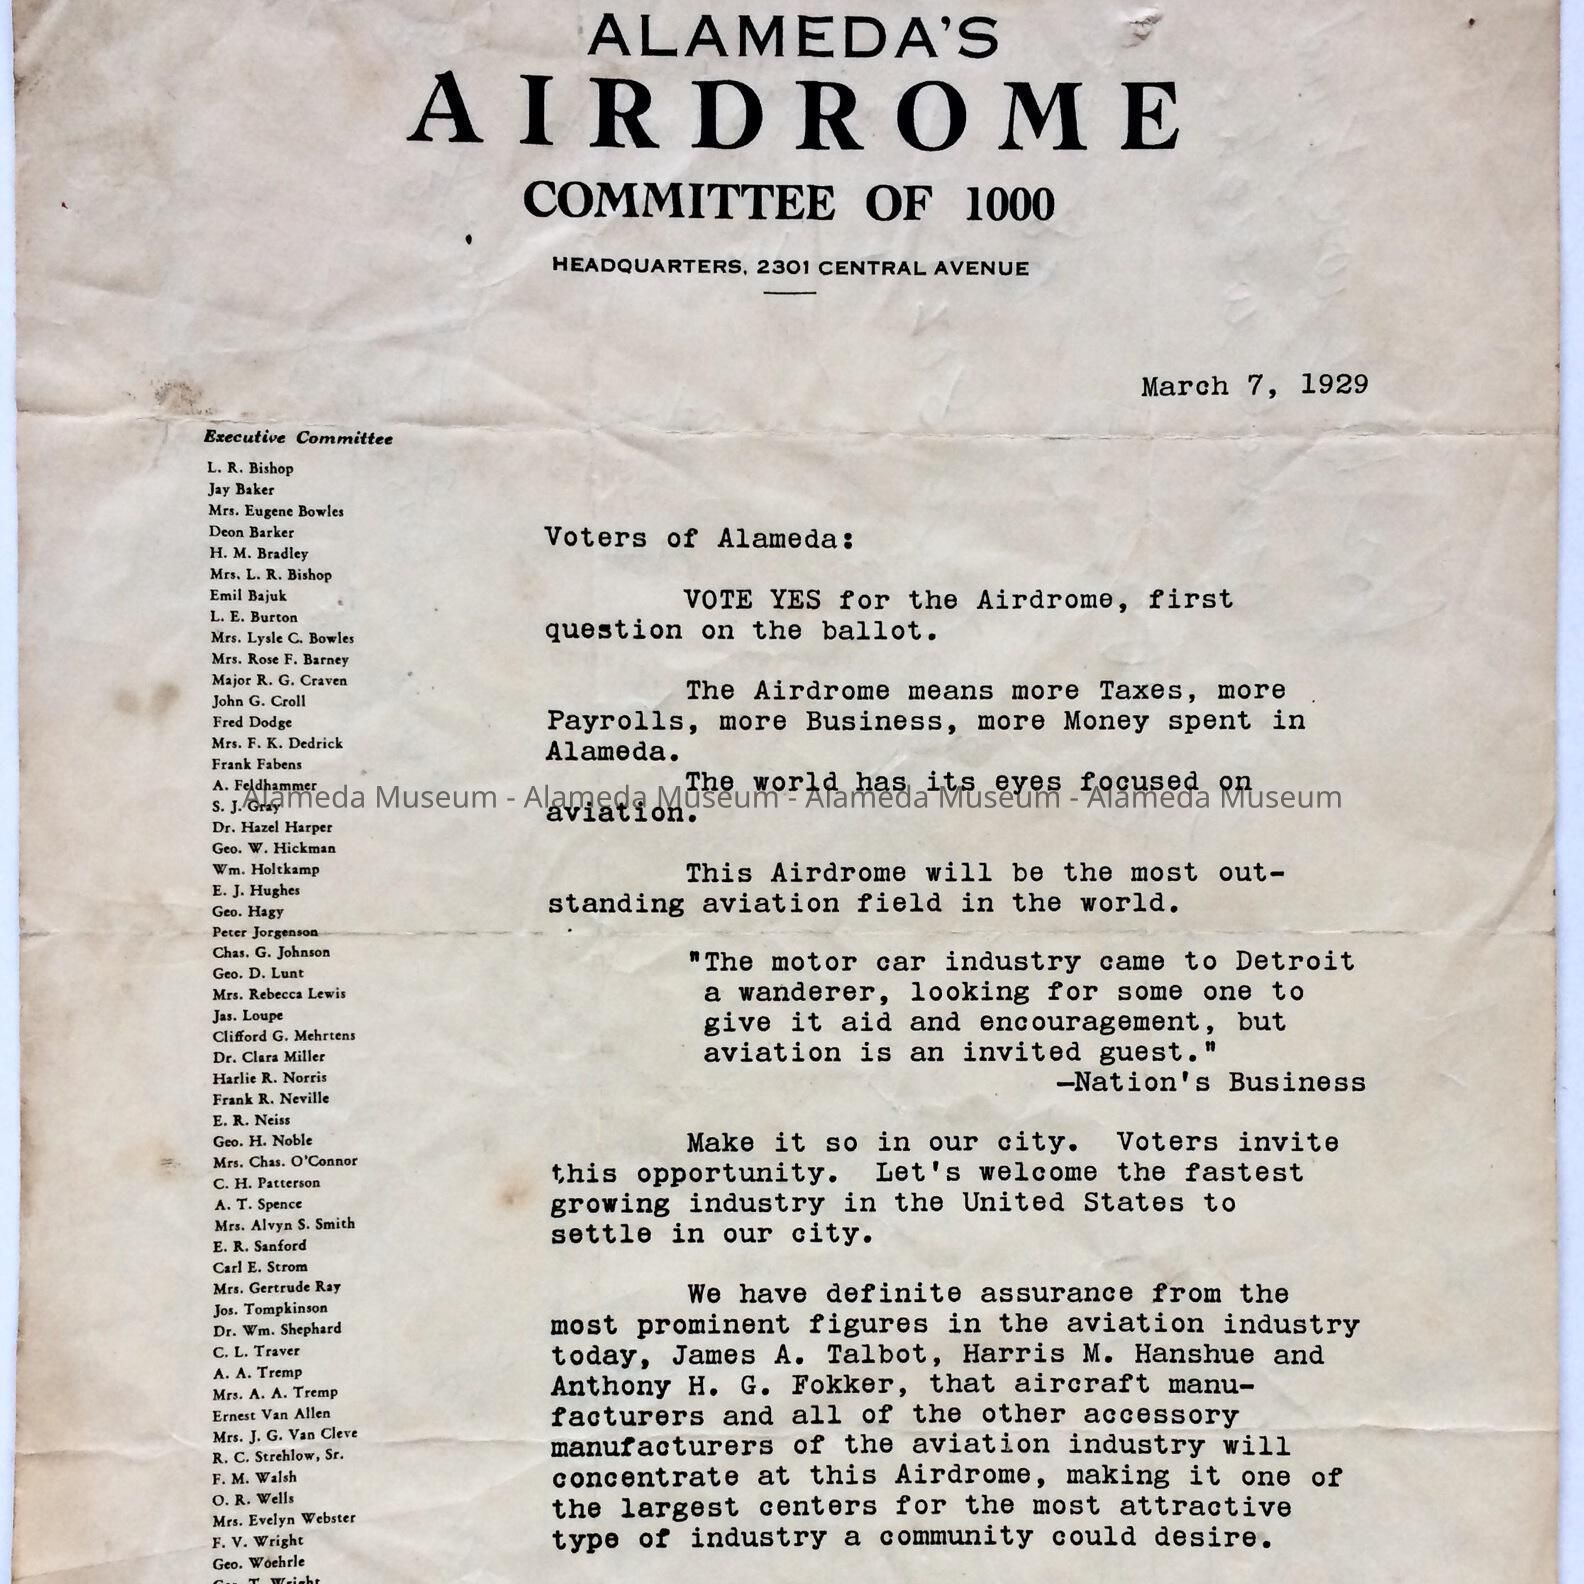 ALAMEDA'S
AIRDROME
COMMITTEE OF 1000
HEADQUARTERS, 2301 CENTRAL AVENUE
March 7, 1929
Executive Committee
L. R. Bishop
Jay Baker
Mrs. Eugene Bowles
Deon Barker
H. M. Bradley
Mrs. L. R. Bishop
Emil Bajuk
L. E. Burton
Mrs. Lysle C. Bowles
Mrs. Rose F. Barney
Major R. G. Craven
John G. Croll
Fred Dodge
Mrs. F. K. Dedrick
Frank Fabens
A. Feldhammer
S. J. Gray
Dr. Hazel Harper
Geo. W. Hickman
Wm. Holtkamp
E. J. Hughes
Geo. Hagy
Peter Jorgenson
Chas. G. Johnson
Geo. D. Lunt
Mrs. Rebecca Lewis
Jas. Loupe
Clifford G. Mehrtens
Dr. Clara Miller
Harlie R. Norris
Frank R. Neville
E. R. Neiss
Geo. H. Noble
Mrs. Chas. O'Connor
C. H. Patterson
A. T. Spence
Mrs. Alvyn S. Smith
E. R. Sanford
Carl E. Strom
Mrs. Gertrude Ray
Jos. Tompkinson
Dr. Wm. Shephard
C. L. Traver
A. A. Tremp
Mrs. A. A. Tremp
Ernest Van Allen
Mrs. J. G. Van Cleve
R. C. Strehlow, Sr.
F. M. Walsh
O. R. Wells
Mrs. Evelyn Webster
F. V. Wright
Geo. Woehrle
T. Wright
Voters of Alameda:
VOTE YES for the Airdrome, first
question on the ballot.
The Airdrome means more Taxes, more
Payrolls, more Business, more Money spent in
Alameda.
The world has its eyes focused on
aviation.
This Airdrome will be the most out-
standing aviation field in the world.
"The motor car industry came to Detroit
a wanderer, looking for some one to
give it aid and encouragement, but
aviation is an invited guest."
—Nation's Business
Make it so in our city. Voters invite
this opportunity. Let's welcome the fastest
growing industry in the United States to
settle in our city.
We have definite assurance from the
most prominent figures in the aviation industry
today, James A. Talbot, Harris M. Hanshue and
Anthony H. G. Fokker, that aircraft manu-
facturers and all of the other accessory
manufacturers of the aviation industry will
concentrate at this Airdrome, making it one of
the largest centers for the most attractive
type of industry a community could desire.
Alameda Museum - Alameda Museum - Alameda Museum - Alameda Museum